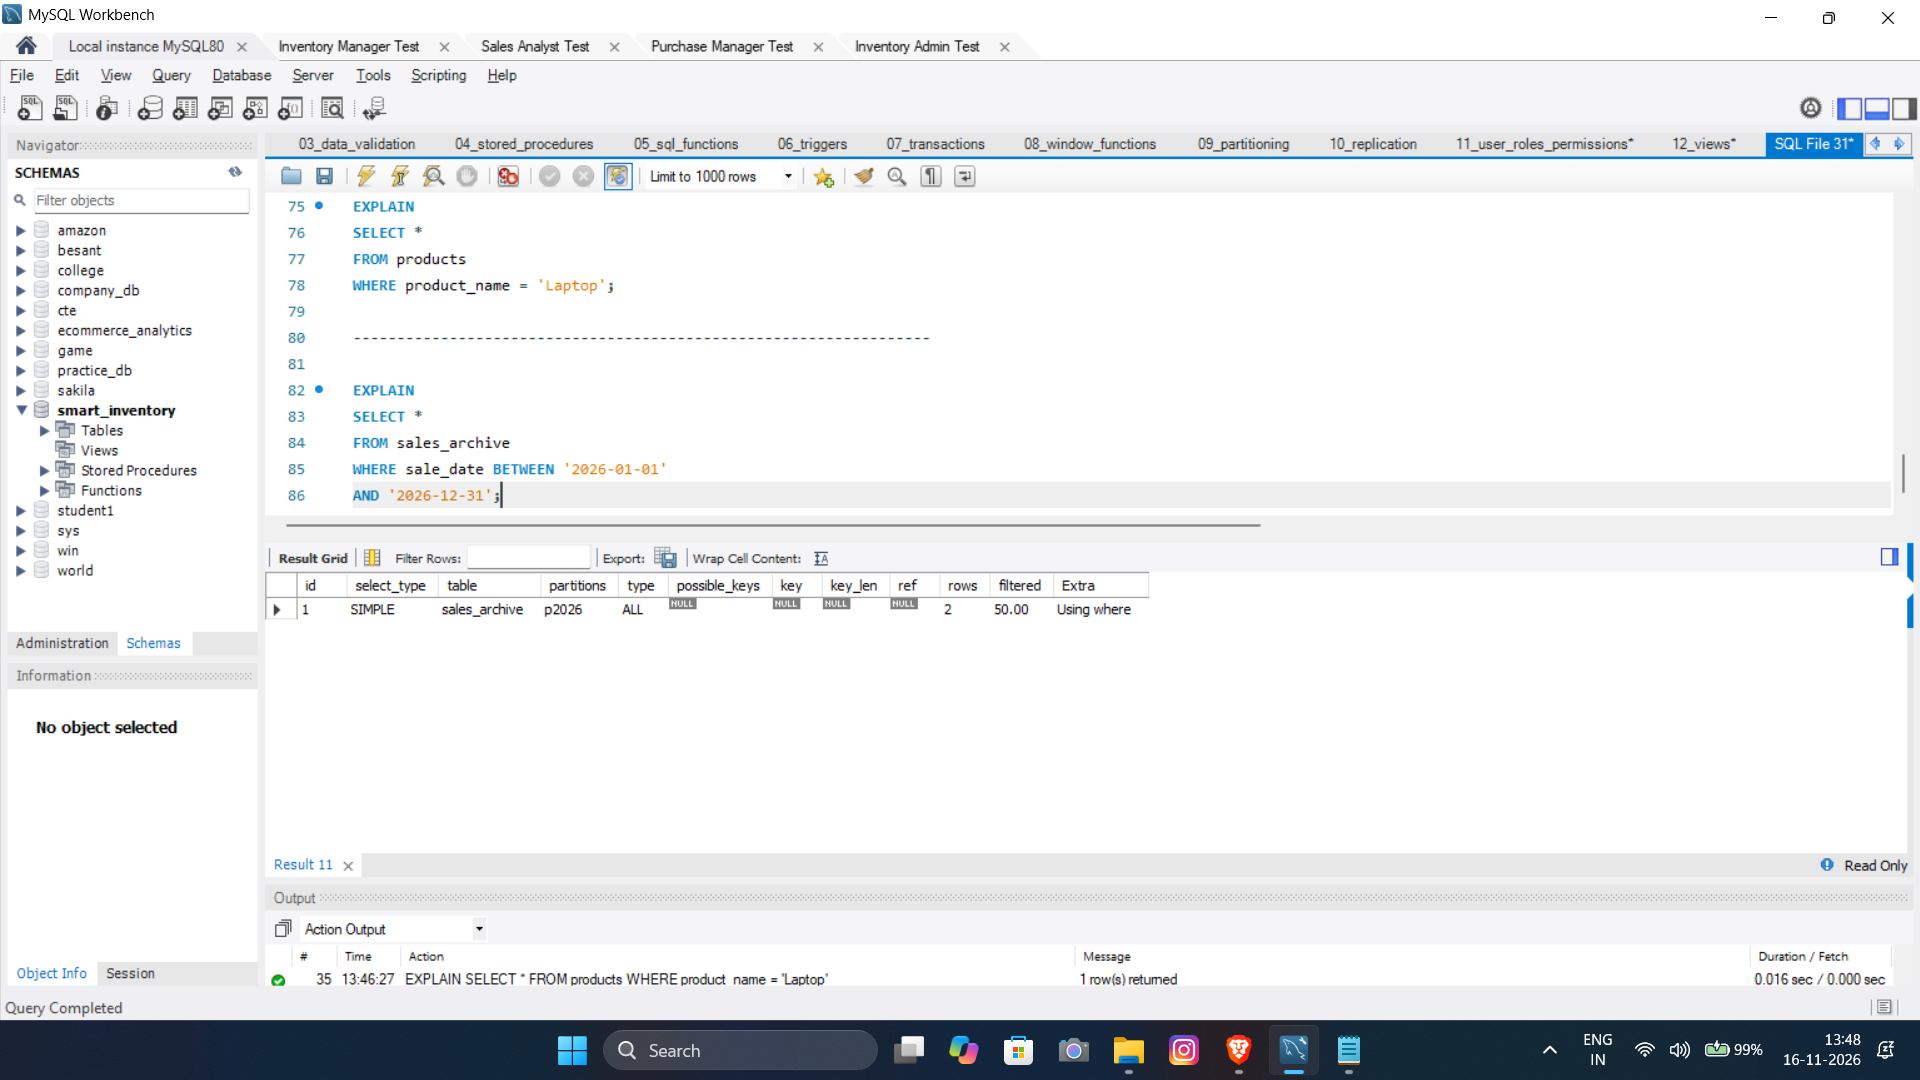 MySQL Workbench
Local instance MySQL80
Inventory Manager Test
Sales Analyst Test
Purchase Manager Test
Inventory Admin Test
File Edit View Query Database Server Tools Scripting Help
Navigator
SCHEMAS
Filter objects
amazon
besant
college
company_db
cte
ecommerce_analytics
game
practice_db
sakila
smart_inventory
Tables
Views
Stored Procedures
Functions
student1
sys
win
world
Administration Schemas
Information
No object selected
Object Info Session
03_data_validation 04_stored_procedures 05_sql_functions 06_triggers 07_transactions 08_window_functions 09_partitioning 10_replication 11_user_roles_permissions* 12_views* SQL File 31*
Limit to 1000 rows
75 EXPLAIN
76 SELECT *
77 FROM products
78 WHERE product_name = 'Laptop';
79
80 ------------------------------------------------------------------
81
82 EXPLAIN
83 SELECT *
84 FROM sales_archive
85 WHERE sale_date BETWEEN '2026-01-01'
86 AND '2026-12-31';
Result Grid Filter Rows: Export: Wrap Cell Content:
id select_type table partitions type possible_keys key key_len ref rows filtered Extra
1 SIMPLE sales_archive p2026 ALL NULL NULL NULL NULL 2 50.00 Using where
Result 11
Read Only
Output
Action Output
# Time Action Message Duration / Fetch
35 13:46:27 EXPLAIN SELECT * FROM products WHERE product_name = 'Laptop' 1 row(s) returned 0.016 sec / 0.000 sec
Query Completed
Search
ENG
IN
99%
13:48
16-11-2026